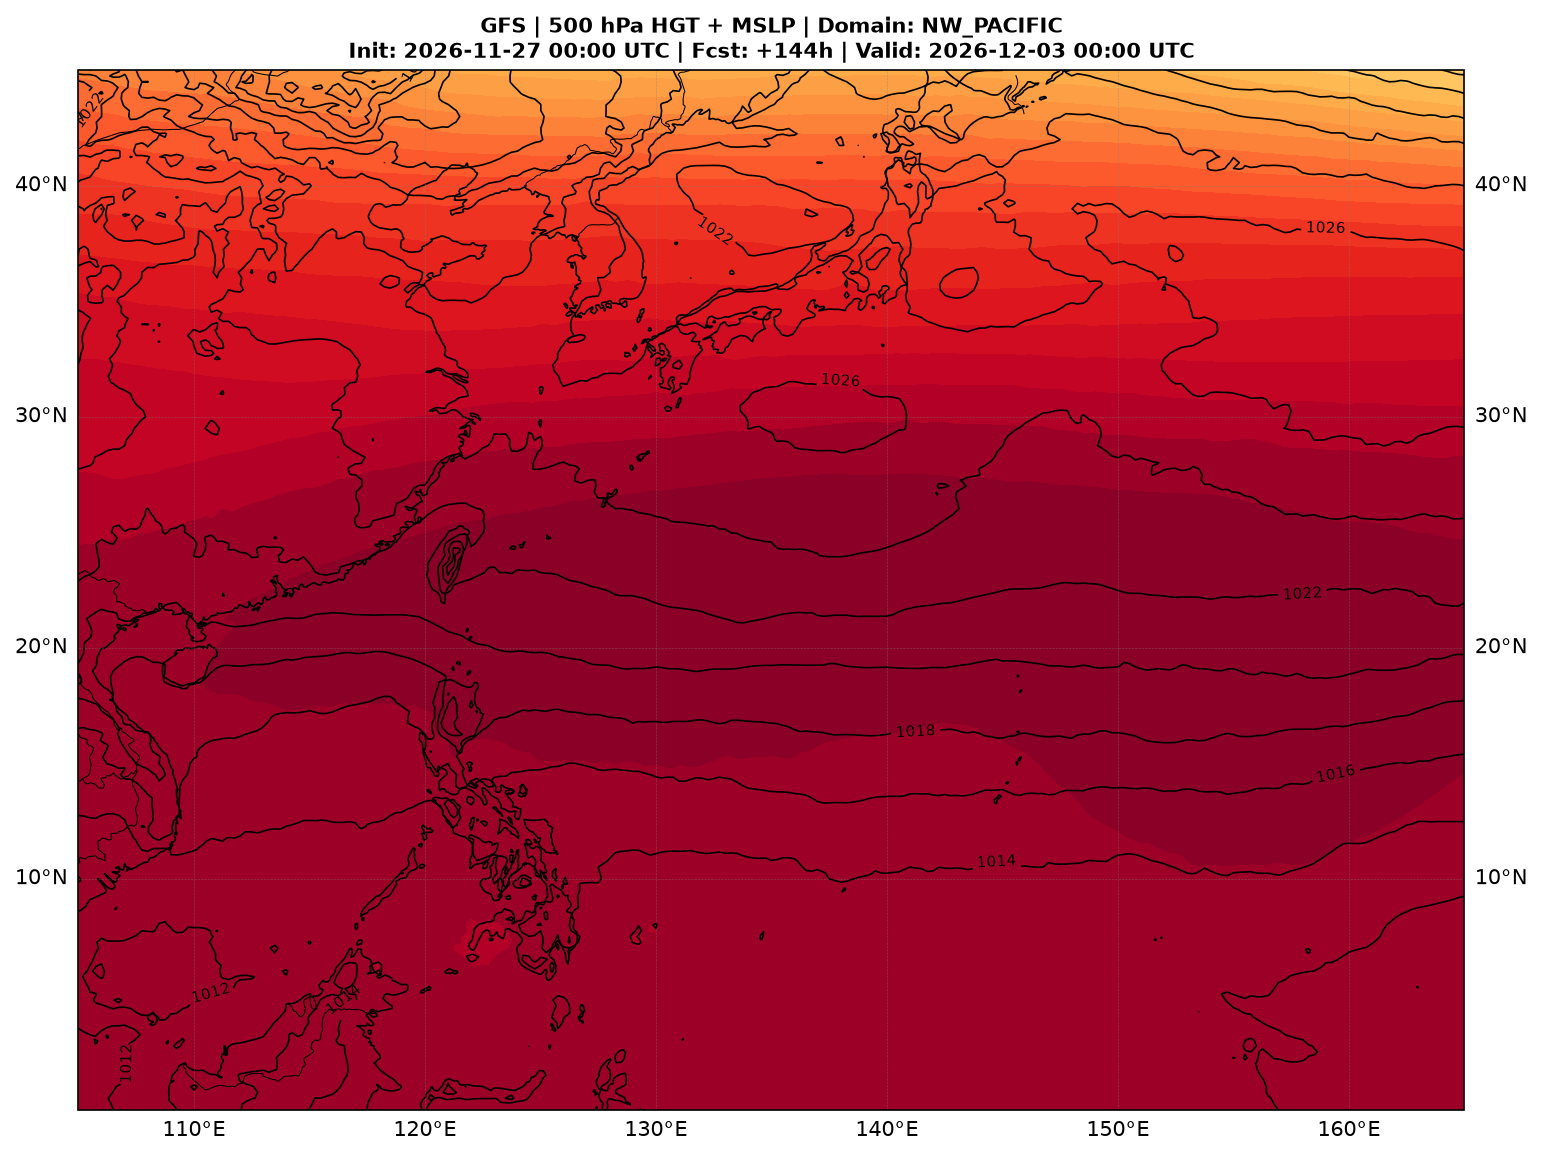 GFS | 500 hPa HGT + MSLP | Domain: NW_PACIFIC
Init: 2026-11-27 00:00 UTC | Fcst: +144h | Valid: 2026-12-03 00:00 UTC
1022
40°N 40°N
1022
1026
1026
30°N 30°N
1022
20°N 20°N
1018
1016
1014
10°N 10°N
1012
1014
1012
110°E 120°E 130°E 140°E 150°E 160°E